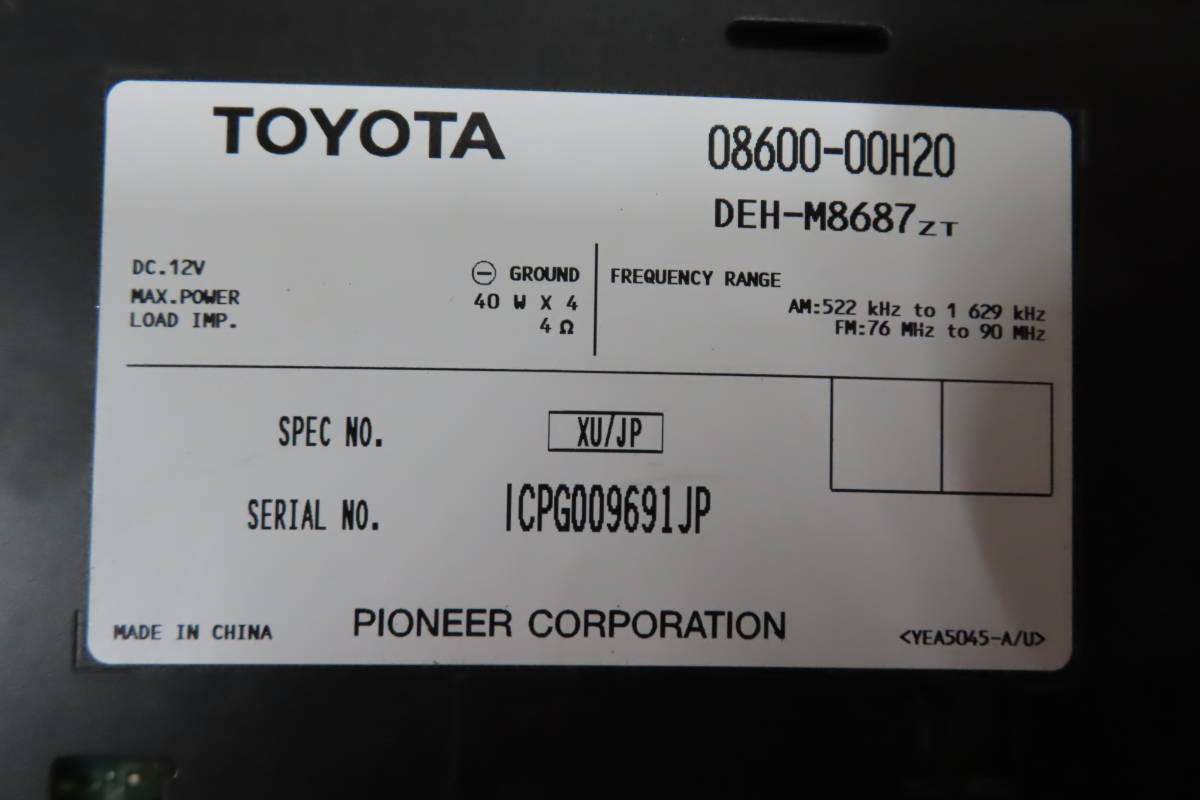 TOYOTA
08600-00H20
DEH-M8687ZT
DC.12V ⊖ GROUND
MAX.POWER 40 W X 4
LOAD IMP. 4 Ω
FREQUENCY RANGE
AM:522 kHz to 1 629 kHz
FM:76 MHz to 90 MHz
SPEC NO. XU/JP
SERIAL NO. ICPG009691JP
MADE IN CHINA
PIONEER CORPORATION
<YEA5045-A/U>